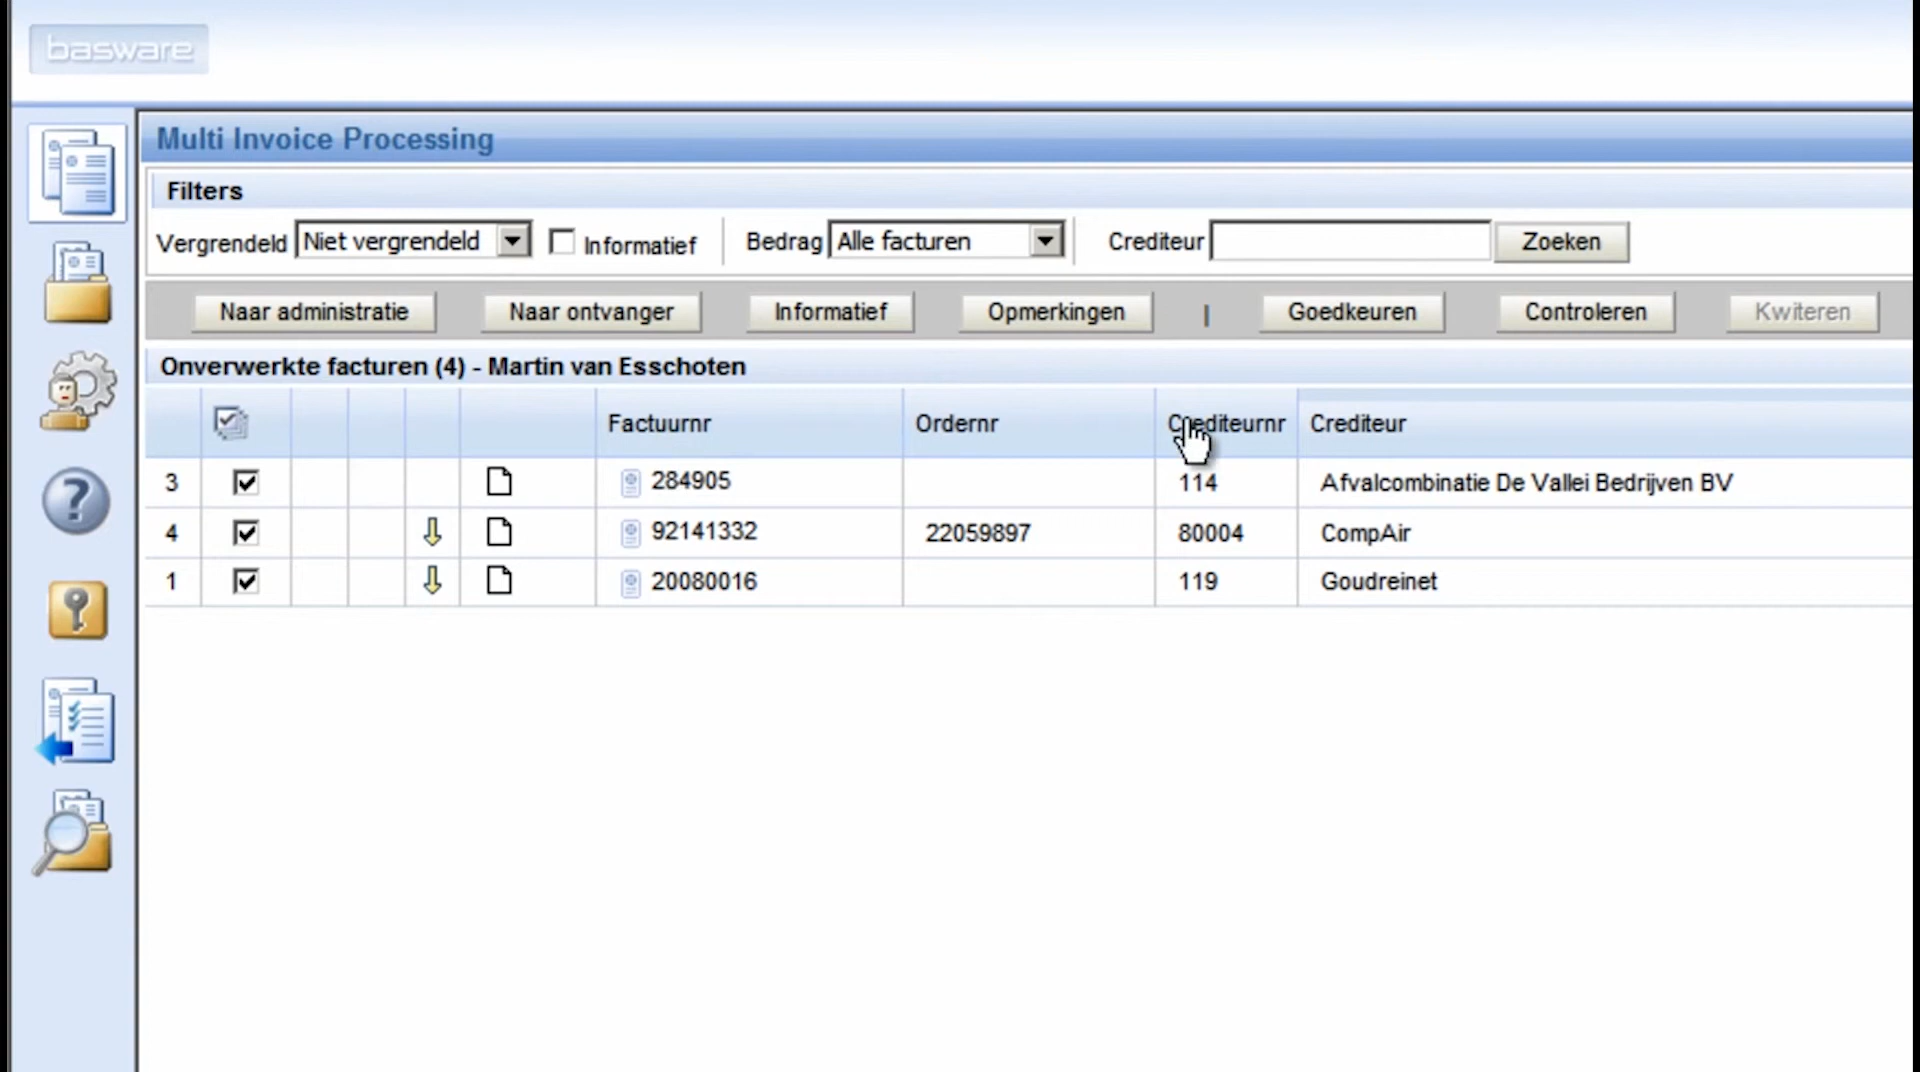 basware
Multi Invoice Processing
Filters
Vergrendeld Niet vergrendeld Informatief Bedrag Alle facturen Crediteur Zoeken
Naar administratie Naar ontvanger Informatief Opmerkingen | Goedkeuren Controleren Kwiteren
Onverwerkte facturen (4) - Martin van Esschoten
Factuurnr Ordernr Crediteurnr Crediteur
3 284905 114 Afvalcombinatie De Vallei Bedrijven BV
4 92141332 22059897 80004 CompAir
1 20080016 119 Goudreinet